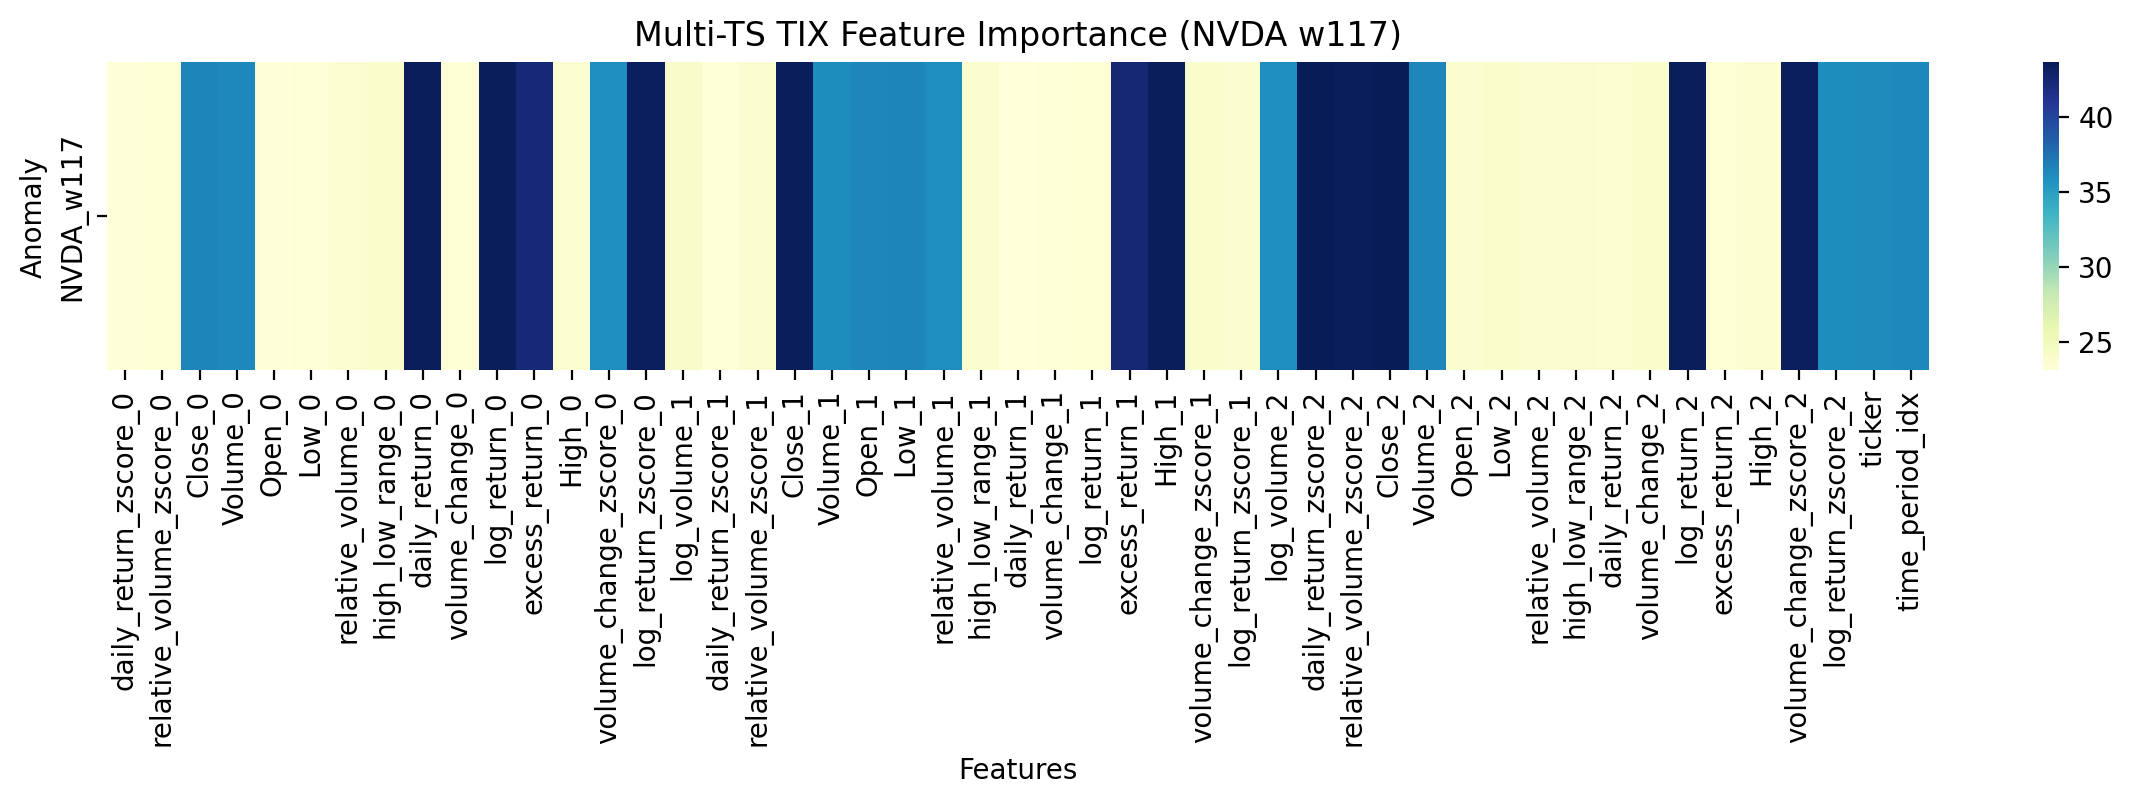 Multi-TS TIX Feature Importance (NVDA w117)
Anomaly
NVDA_w117
40
35
30
25
daily_return_zscore_0
relative_volume_zscore_0
Close_0
Volume_0
Open_0
Low_0
relative_volume_0
high_low_range_0
daily_return_0
volume_change_0
log_return_0
excess_return_0
High_0
volume_change_zscore_0
log_return_zscore_0
log_volume_1
daily_return_zscore_1
relative_volume_zscore_1
Close_1
Volume_1
Open_1
Low_1
relative_volume_1
high_low_range_1
daily_return_1
volume_change_1
log_return_1
excess_return_1
High_1
volume_change_zscore_1
log_return_zscore_1
log_volume_2
daily_return_zscore_2
relative_volume_zscore_2
Close_2
Volume_2
Open_2
Low_2
relative_volume_2
high_low_range_2
daily_return_2
volume_change_2
log_return_2
excess_return_2
High_2
volume_change_zscore_2
log_return_zscore_2
ticker
time_period_idx
Features